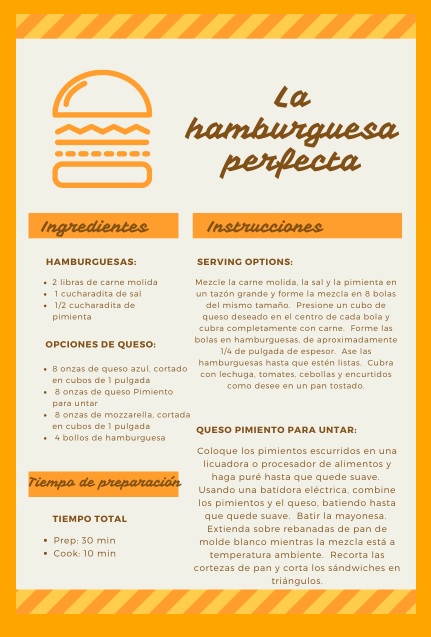 La
hamburguesa
perfecta
Ingredientes
HAMBURGUESAS:
2 libras de carne molida
1 cucharadita de sal
1/2 cucharadita de
pimienta
OPCIONES DE QUESO:
8 onzas de queso azul, cortado
en cubos de 1 pulgada
8 onzas de queso Pimiento
para untar
8 onzas de mozzarella, cortada
en cubos de 1 pulgada
4 bollos de hamburguesa
Tiempo de preparación
TIEMPO TOTAL
Prep: 30 min
Cook: 10 min
Instrucciones
SERVING OPTIONS:
Mezcle la carne molida, la sal y la pimienta en
un tazón grande y forme la mezcla en 8 bolas
del mismo tamaño. Presione un cubo de
queso deseado en el centro de cada bola y
cubra completamente con carne. Forme las
bolas en hamburguesas, de aproximadamente
1/4 de pulgada de espesor. Ase las
hamburguesas hasta que estén listas. Cubra
con lechuga, tomates, cebollas y encurtidos
como desee en un pan tostado.
QUESO PIMIENTO PARA UNTAR:
Coloque los pimientos escurridos en una
licuadora o procesador de alimentos y
haga puré hasta que quede suave.
Usando una batidora eléctrica, combine
los pimientos y el queso, batiendo hasta
que quede suave. Batir la mayonesa.
Extienda sobre rebanadas de pan de
molde blanco mientras la mezcla está a
temperatura ambiente. Recorta las
cortezas de pan y corta los sándwiches en
triángulos.